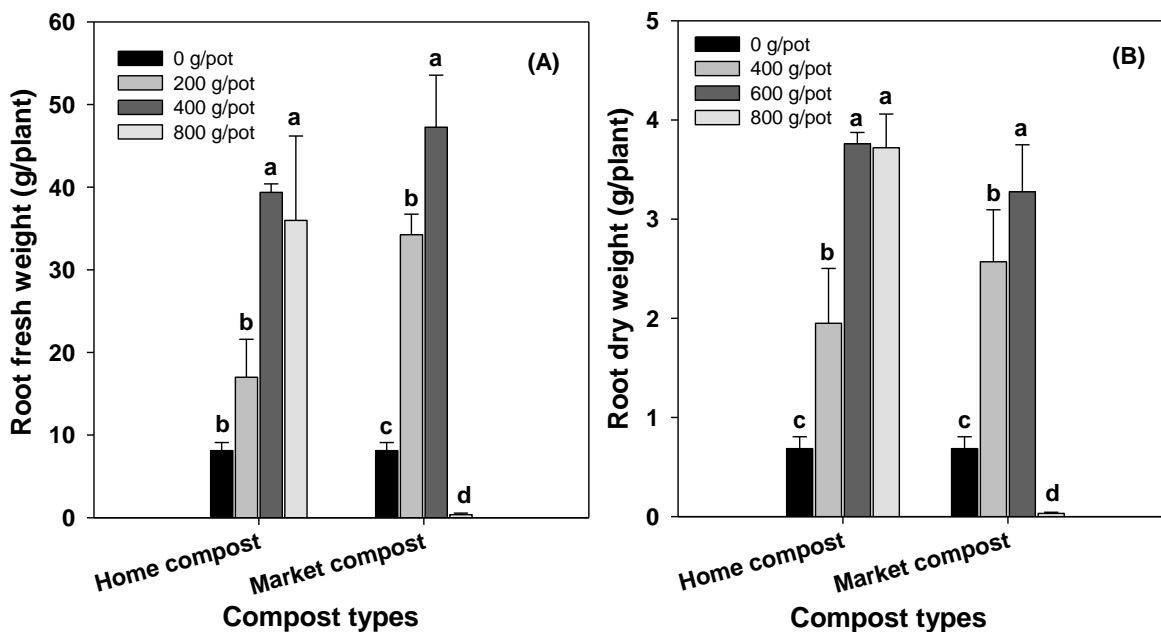 60
50
40
30
20
10
0
Root fresh weight (g/plant)
0 g/pot
200 g/pot
400 g/pot
800 g/pot
(A)
b
b
a
a
c
b
a
d
Home compost
Market compost
Compost types
5
4
3
2
1
0
Root dry weight (g/plant)
0 g/pot
400 g/pot
600 g/pot
800 g/pot
(B)
c
b
a
a
c
b
a
d
Home compost
Market compost
Compost types